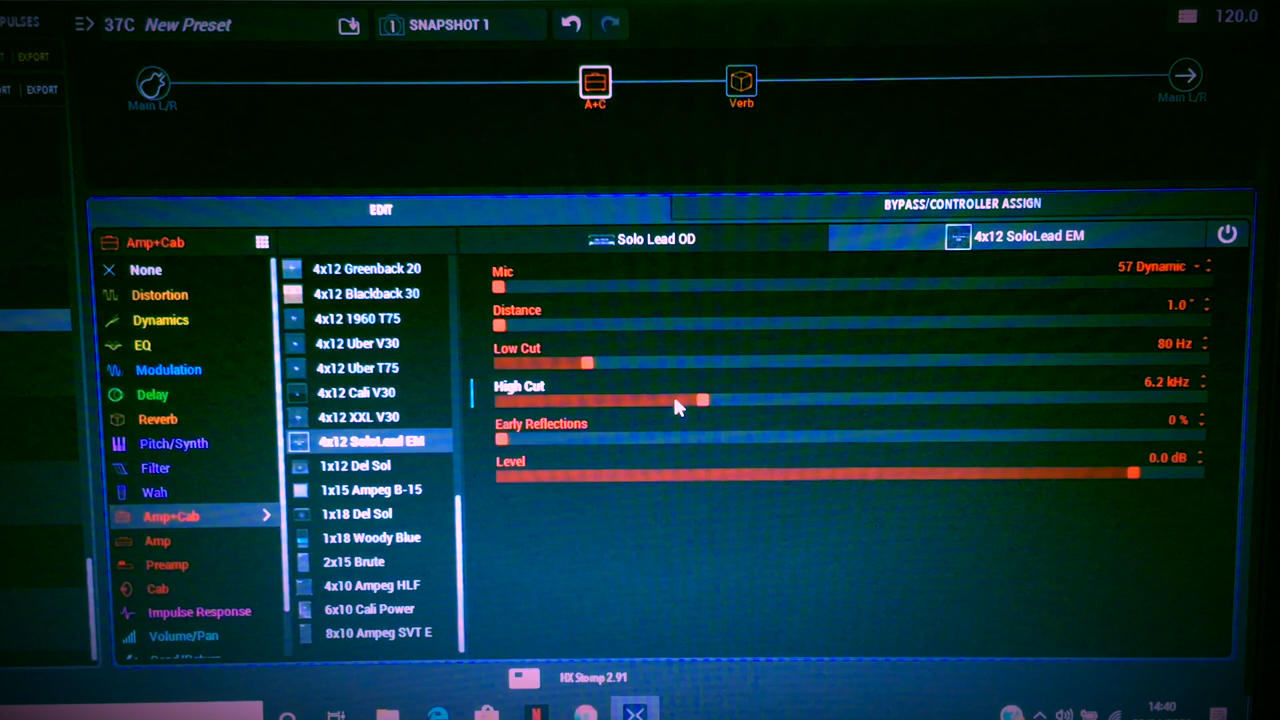 PULSES
37C New Preset
1
SNAPSHOT 1
120.0
EXPORT
RT EXPORT
Main L/R
A+C
Verb
Main L/R
EDIT
BYPASS/CONTROLLER ASSIGN
Amp+Cab
Solo Lead OD
4x12 SoloLead EM
None
Distortion
Dynamics
EQ
Modulation
Delay
Reverb
Pitch/Synth
Filter
Wah
Amp+Cab
Amp
Preamp
Cab
Impulse Response
Volume/Pan
Send/Return
4x12 Greenback 20
4x12 Blackback 30
4x12 1960 T75
4x12 Uber V30
4x12 Uber T75
4x12 Cali V30
4x12 XXL V30
4x12 SoloLead EM
1x12 Del Sol
1x15 Ampeg B-15
1x18 Del Sol
1x18 Woody Blue
2x15 Brute
4x10 Ampeg HLF
6x10 Cali Power
8x10 Ampeg SVT E
Mic
57 Dynamic
Distance
1.0"
Low Cut
80 Hz
High Cut
6.2 kHz
Early Reflections
0 %
Level
0.0 dB
HX Stomp 2.91
N
14:40